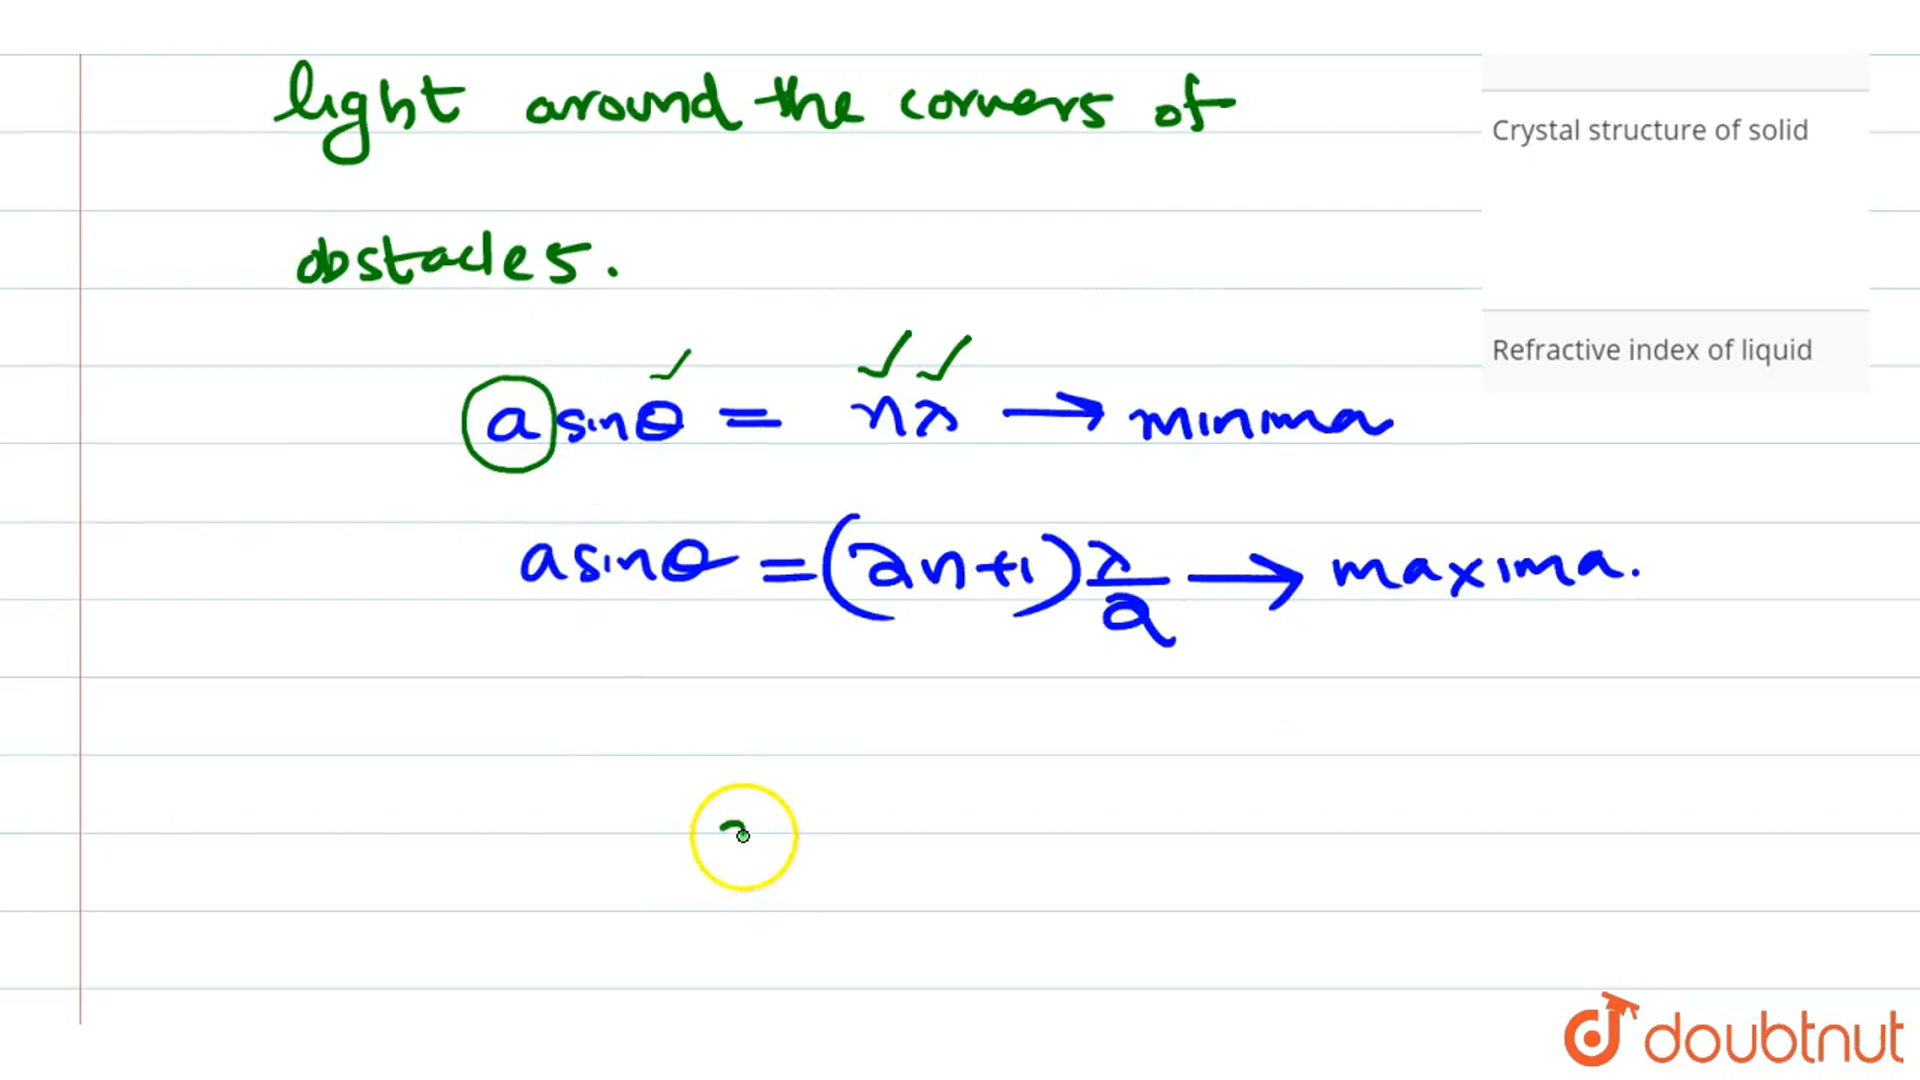 light around the corners of
Crystal structure of solid
obstacles.
Refractive index of liquid
a sinθ = nλ → minima
a sinθ = (2n+1) λ/2 → maxima.
doubtnut